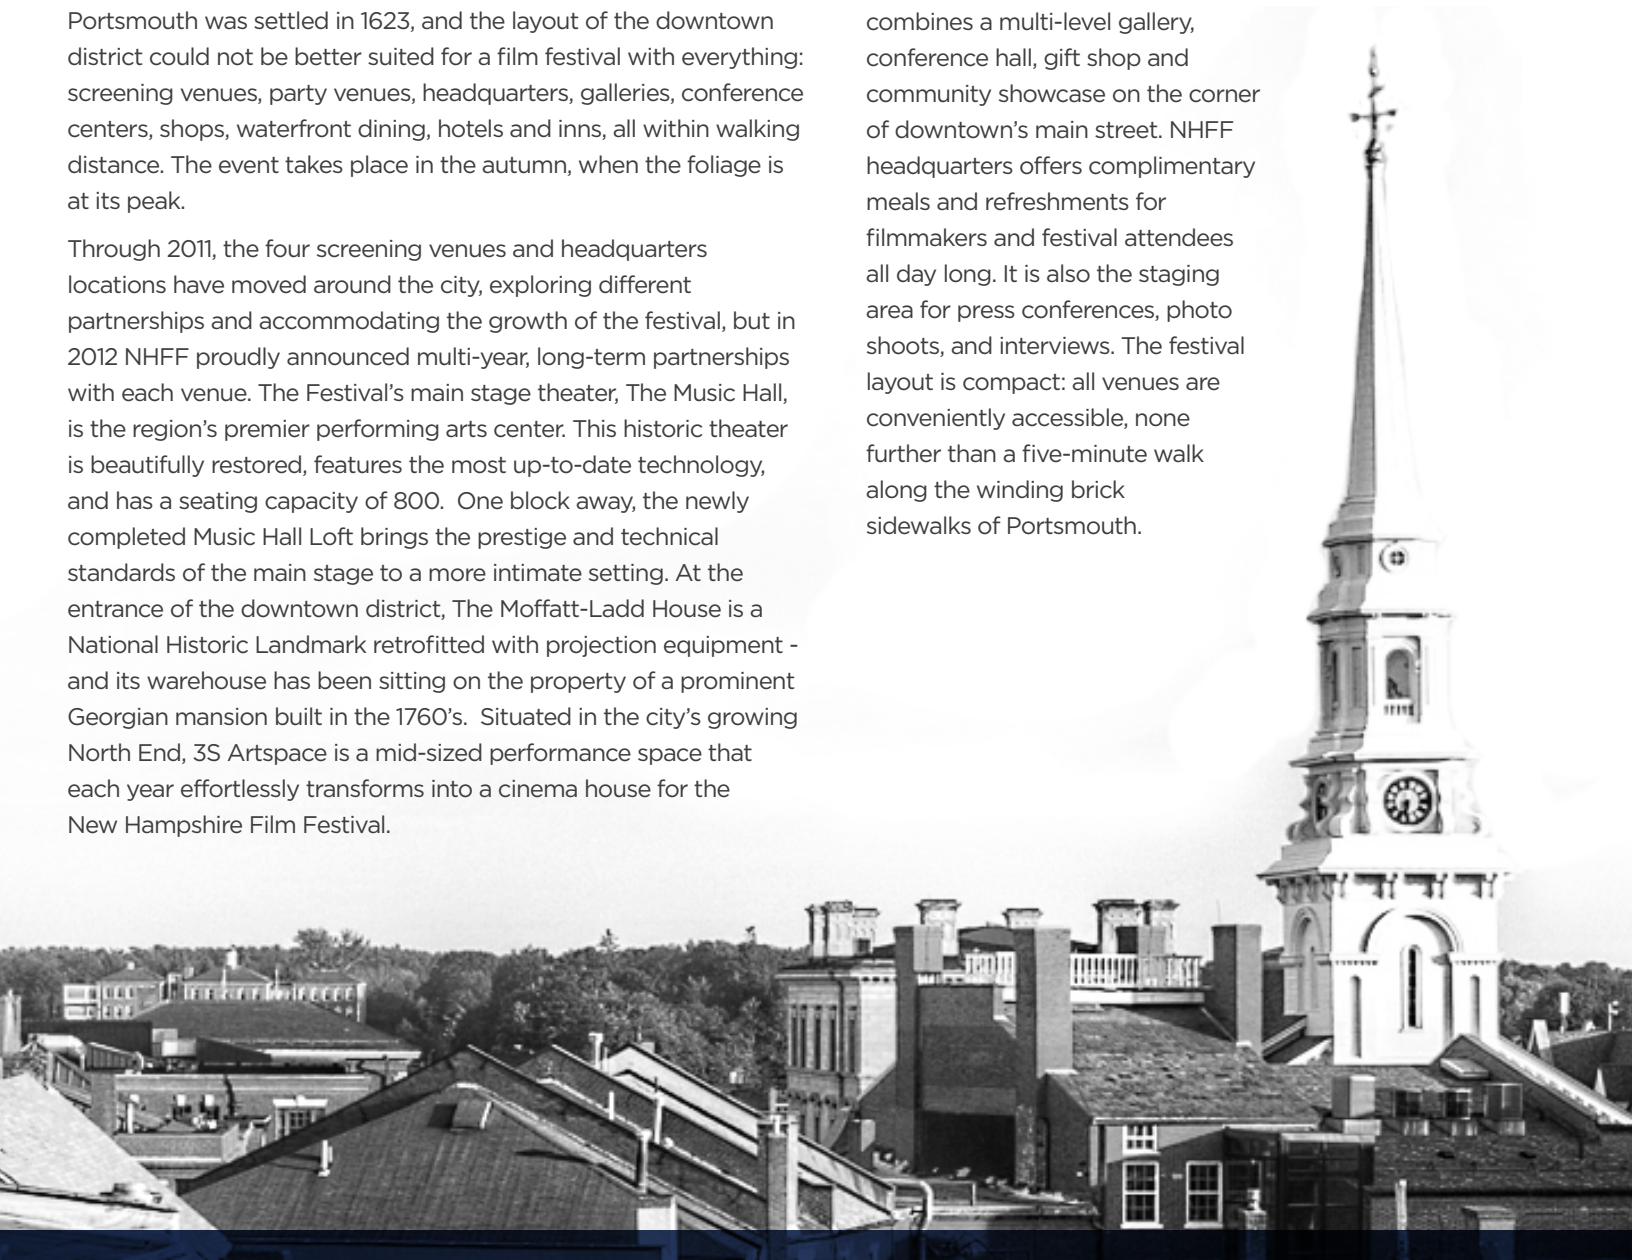 Portsmouth was settled in 1623, and the layout of the downtown
district could not be better suited for a film festival with everything:
screening venues, party venues, headquarters, galleries, conference
centers, shops, waterfront dining, hotels and inns, all within walking
distance. The event takes place in the autumn, when the foliage is
at its peak.
Through 2011, the four screening venues and headquarters
locations have moved around the city, exploring different
partnerships and accommodating the growth of the festival, but in
2012 NHFF proudly announced multi-year, long-term partnerships
with each venue. The Festival’s main stage theater, The Music Hall,
is the region’s premier performing arts center. This historic theater
is beautifully restored, features the most up-to-date technology,
and has a seating capacity of 800.  One block away, the newly
completed Music Hall Loft brings the prestige and technical
standards of the main stage to a more intimate setting. At the
entrance of the downtown district, The Moffatt-Ladd House is a
National Historic Landmark retrofitted with projection equipment -
and its warehouse has been sitting on the property of a prominent
Georgian mansion built in the 1760’s.  Situated in the city’s growing
North End, 3S Artspace is a mid-sized performance space that
each year effortlessly transforms into a cinema house for the
New Hampshire Film Festival.
combines a multi-level gallery,
conference hall, gift shop and
community showcase on the corner
of downtown’s main street. NHFF
headquarters offers complimentary
meals and refreshments for
filmmakers and festival attendees
all day long. It is also the staging
area for press conferences, photo
shoots, and interviews. The festival
layout is compact: all venues are
conveniently accessible, none
further than a five-minute walk
along the winding brick
sidewalks of Portsmouth.